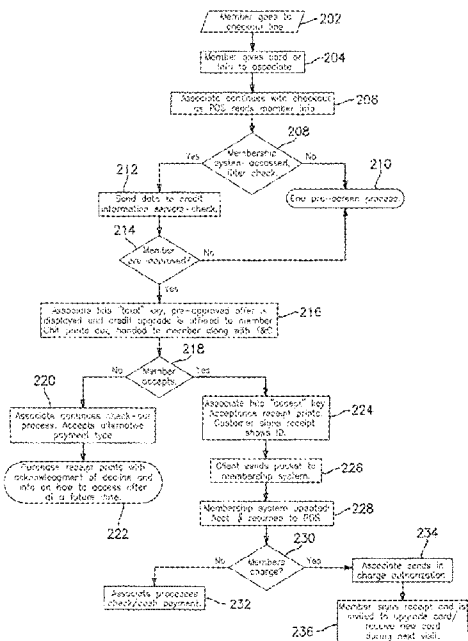 Member goes to
checkout line
202
Member gives card or
info to associate
204
Associate continues with checkout
as POS reads member info
206
208
Membership
system accessed,
filter check.
Yes
No
212
210
Send data to credit
information servers-check.
End pre-screen process
214
Member
pre-approved?
No
Yes
Associate hits "total" key, pre-approved offer is
displayed and credit upgrade is offered to member
prints out, handed to member along with T&C
216
218
Member
accepts.
No
Yes
220
Associate continues check-out
process. Accepts alternative
payment type
Associate hits "accept" key
Acceptance receipt prints.
Customer signs receipt
shows ID.
224
Purchase receipt prints with
acknowledgment of decline and
info on how to access offer
at a future time.
222
Client sends packet to
membership system.
226
Membership system updated:
Acct # returned to POS
228
230
Members
charge?
No
Yes
234
Associate sends in
charge authorization
Associate processes
check/cash payment.
232
Member signs receipt and is
invited to upgrade card/
receive new card
during next visit.
236